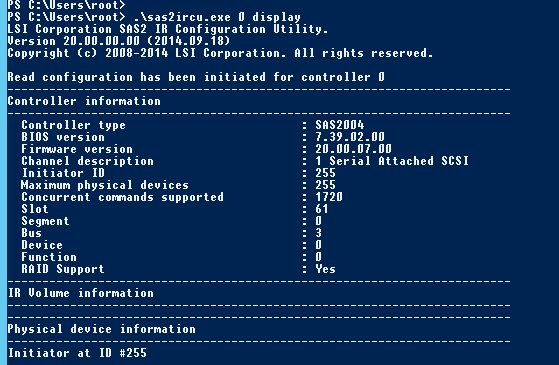 PS C:\Users\root>
PS C:\Users\root> .\sas2ircu.exe 0 display
LSI Corporation SAS2 IR Configuration Utility.
Version 20.00.00.00 (2014.09.18)
Copyright (c) 2008-2014 LSI Corporation. All rights reserved.
Read configuration has been initiated for controller 0
------------------------------------------------------------------------
Controller information
------------------------------------------------------------------------
Controller type : SAS2004
BIOS version : 7.39.02.00
Firmware version : 20.00.07.00
Channel description : 1 Serial Attached SCSI
Initiator ID : 255
Maximum physical devices : 255
Concurrent commands supported : 1720
Slot : 61
Segment : 0
Bus : 3
Device : 0
Function : 0
RAID Support : Yes
------------------------------------------------------------------------
IR Volume information
------------------------------------------------------------------------
------------------------------------------------------------------------
Physical device information
------------------------------------------------------------------------
Initiator at ID #255